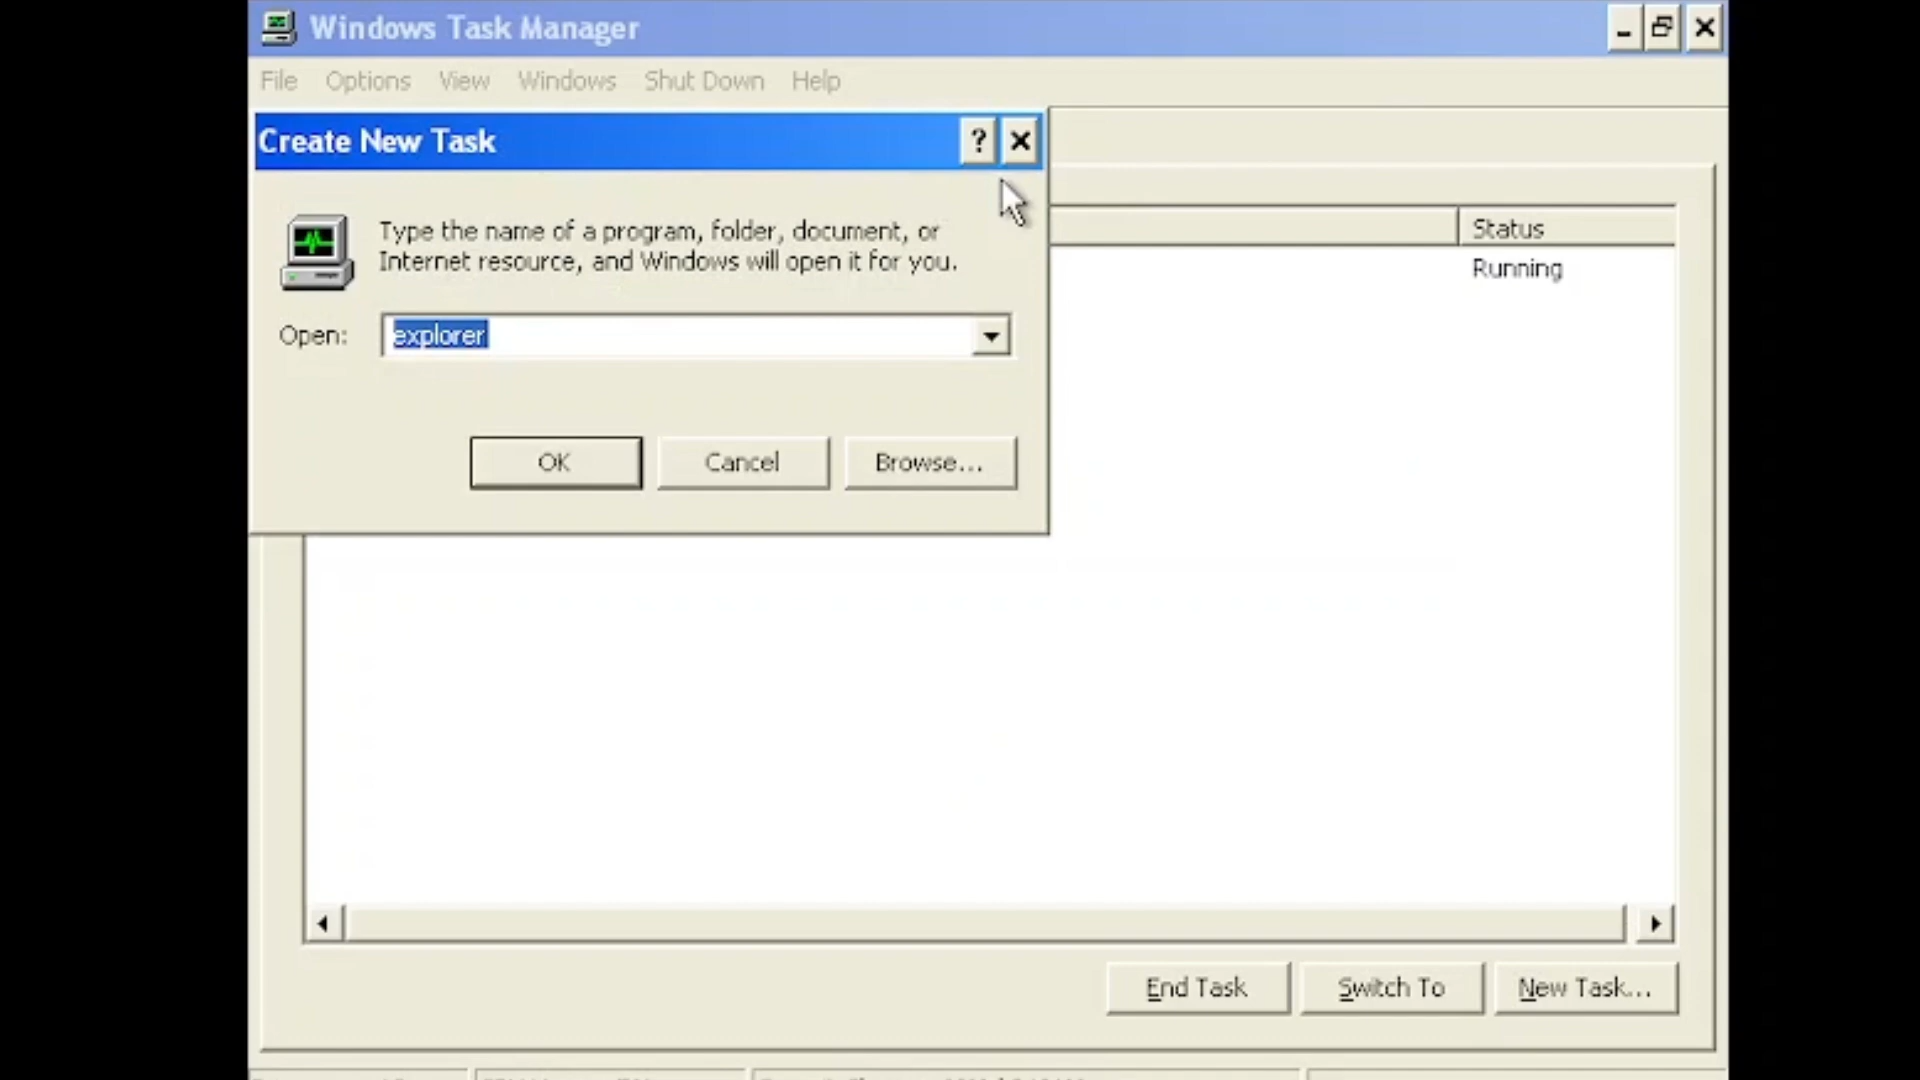 Windows Task Manager
File Options View Windows Shut Down Help
Create New Task
?
Type the name of a program, folder, document, or
Internet resource, and Windows will open it for you.
Open: explorer
OK Cancel Browse...
Status
Running
End Task Switch To New Task...